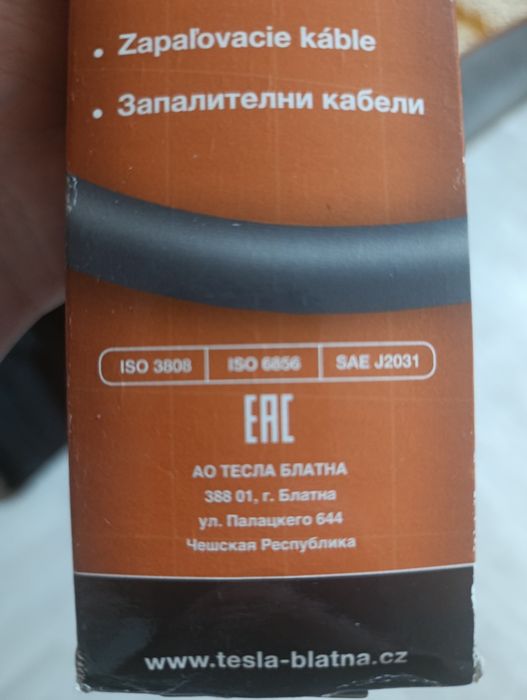 • Zapaľovacie káble
• Запалителни кабели
ISO 3808 ISO 6856 SAE J2031
EAC
АО ТЕСЛА БЛАТНА
388 01, г. Блатна
ул. Палацкего 644
Чешская Республика
www.tesla-blatna.cz